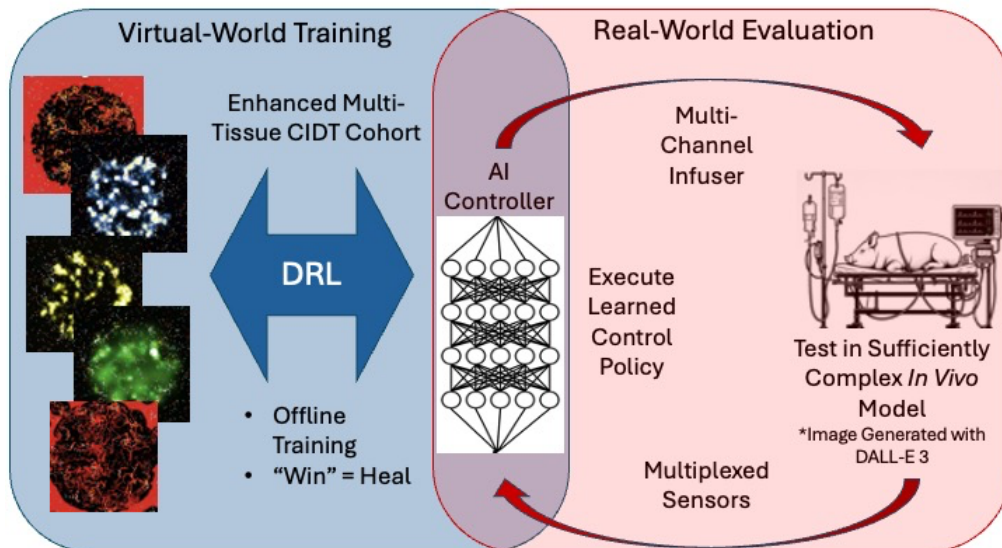 Virtual-World Training
Real-World Evaluation
Enhanced Multi-
Tissue CIDT Cohort
DRL
• Offline
Training
• “Win” = Heal
AI
Controller
Multi-
Channel
Infuser
Execute
Learned
Control
Policy
Test in Sufficiently
Complex In Vivo
Model
*Image Generated with
DALL-E 3
Multiplexed
Sensors